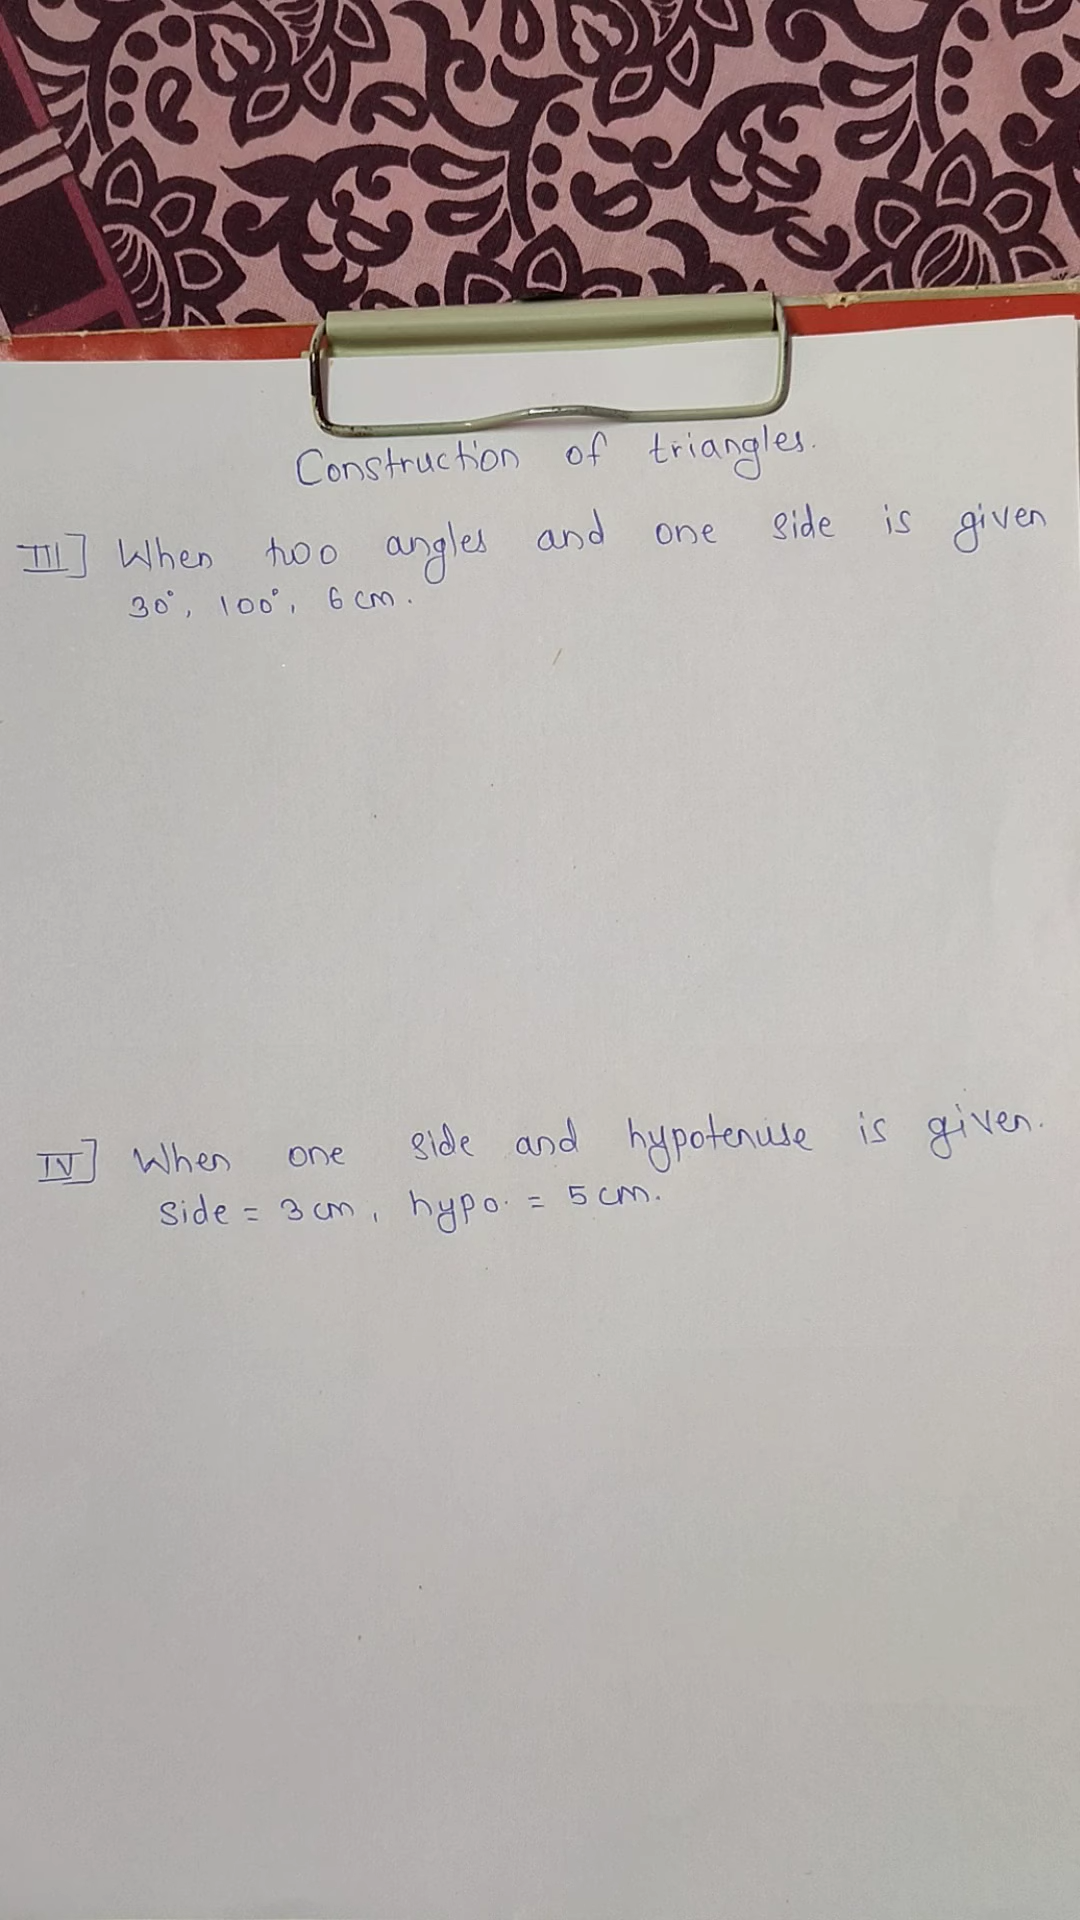 Construction of triangles.
III] When two angles and one side is given
30°, 100°, 6 cm.
IV] When one side and hypotenuse is given.
Side = 3 cm, hypo. = 5 cm.